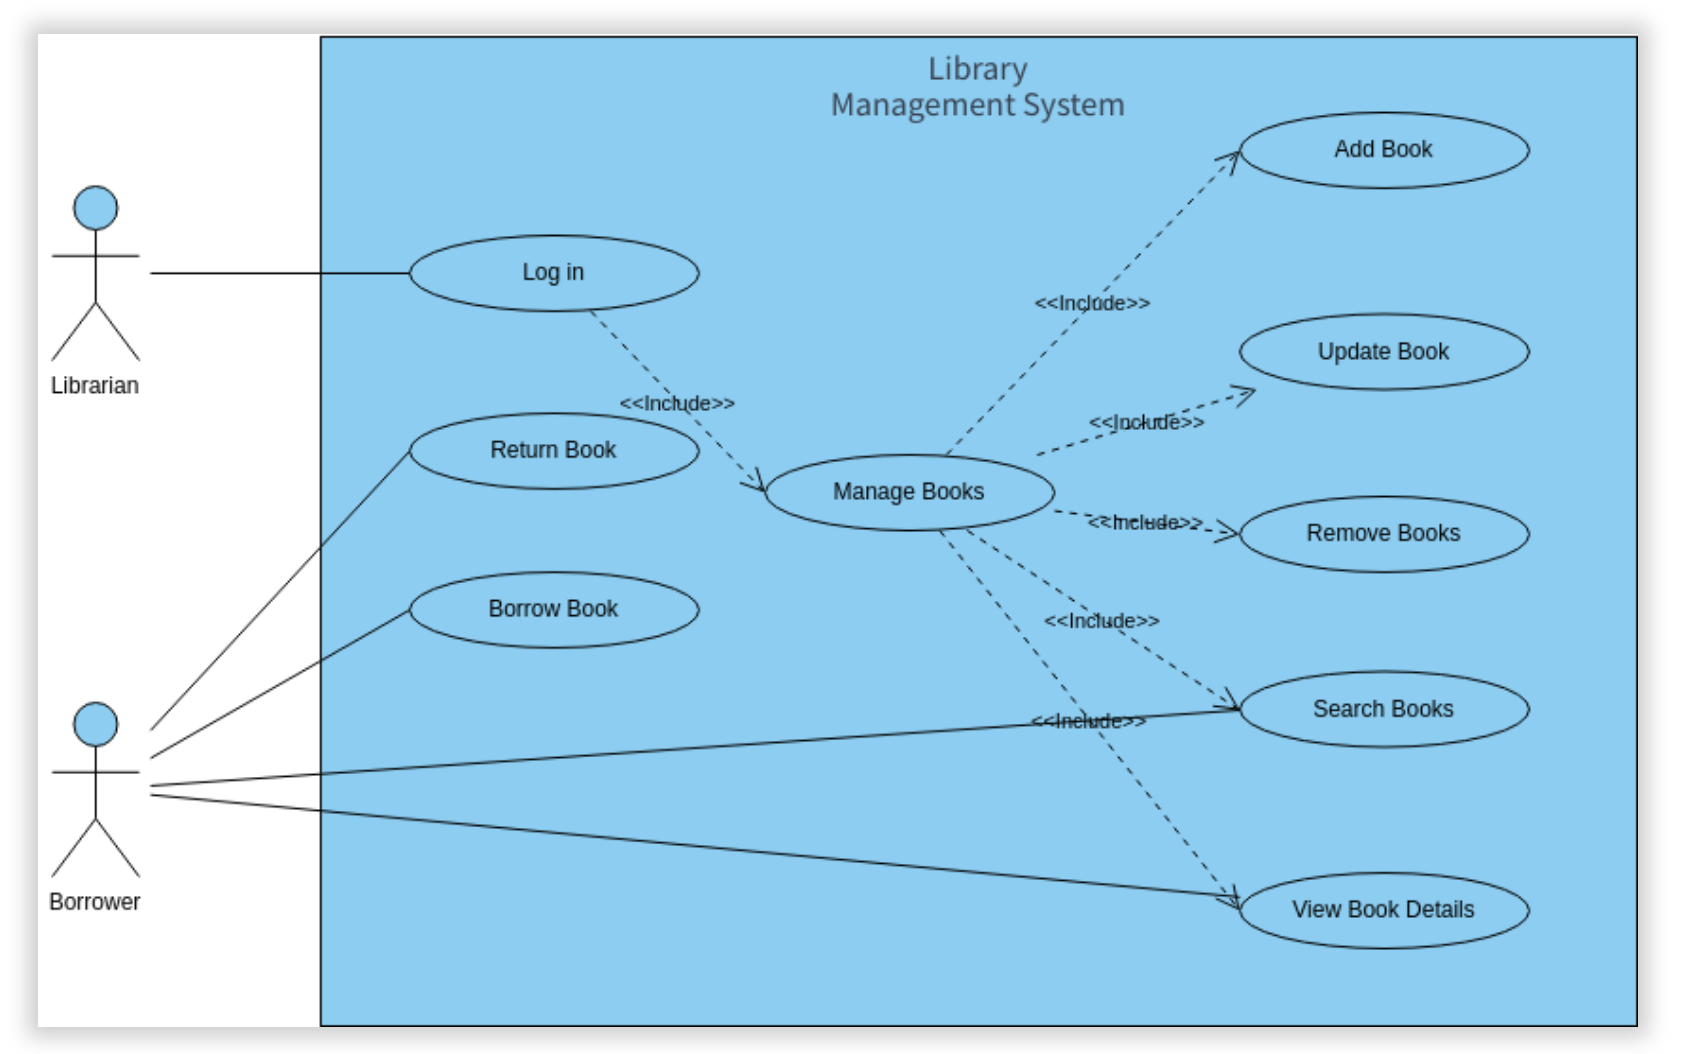 Library
Management System
Add Book
Librarian
Log in
<<Include>>
Update Book
<<Include>>
<<Include>>
Return Book
Manage Books
<<Include>>
Remove Books
Borrow Book
<<Include>>
Search Books
<<Include>>
Borrower
View Book Details